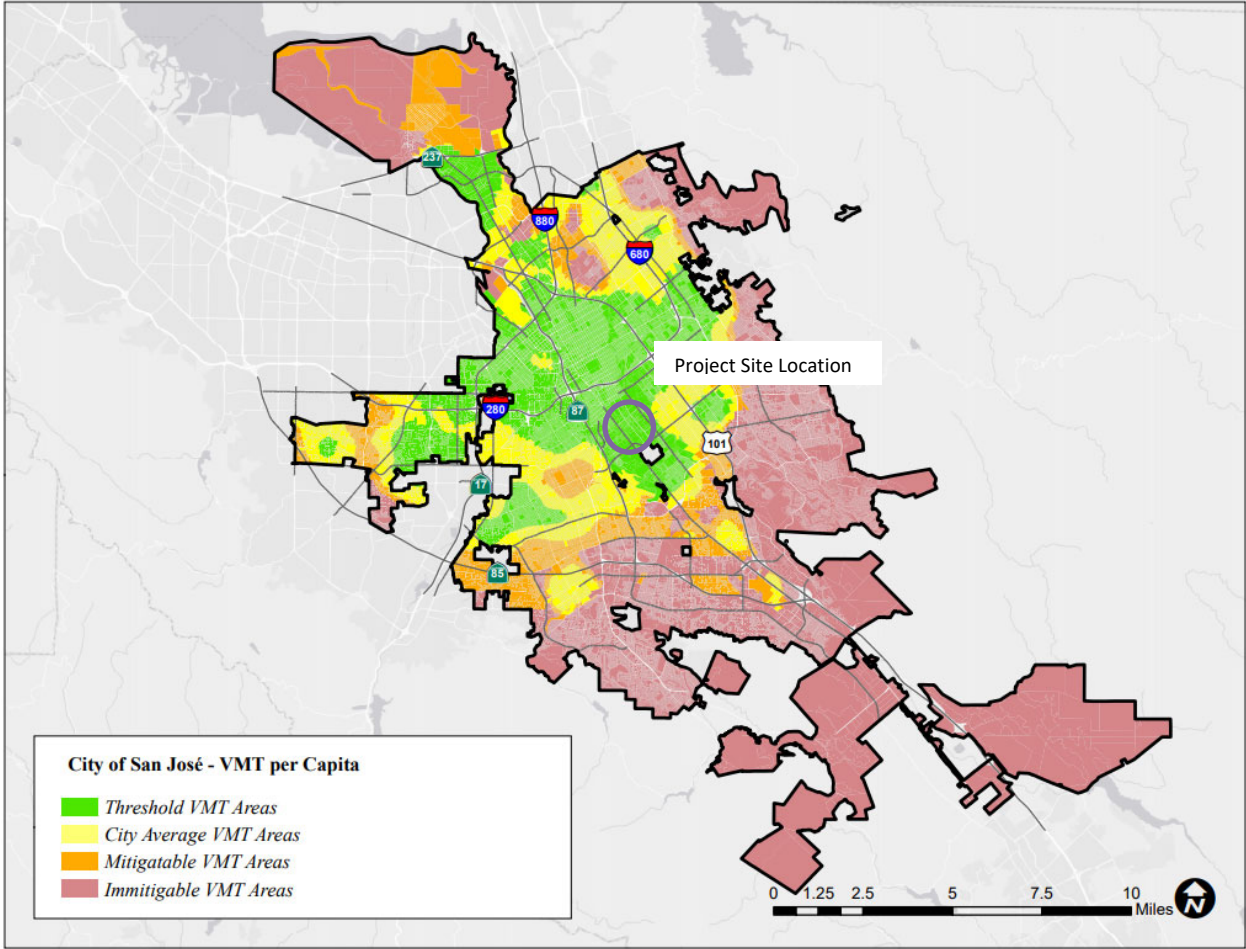 237
880
680
Project Site Location
280
87
101
17
85
City of San José - VMT per Capita
Threshold VMT Areas
City Average VMT Areas
Mitigatable VMT Areas
Immitigable VMT Areas
0 1.25 2.5 5 7.5 10
Miles
N